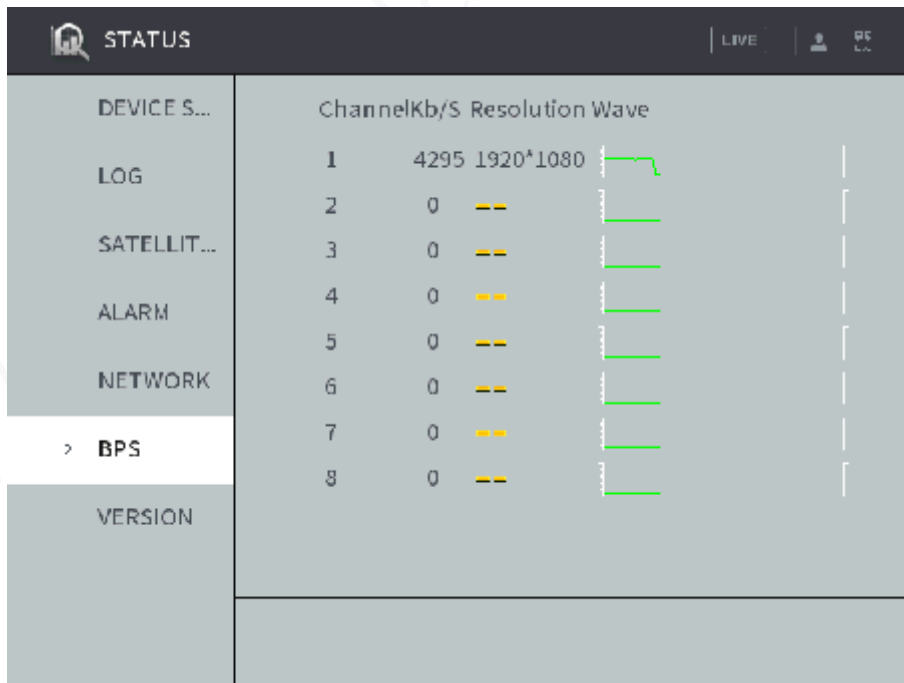 STATUS
LIVE
DEVICE S...
LOG
SATELLIT...
ALARM
NETWORK
> BPS
VERSION
ChannelKb/S Resolution Wave
1 4295 1920*1080
2 0 --
3 0 --
4 0 --
5 0 --
6 0 --
7 0 --
8 0 --